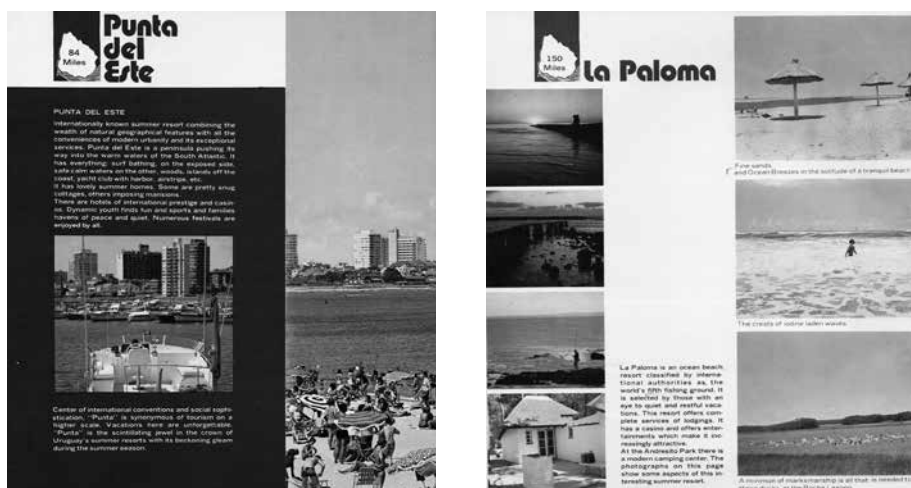 84
Miles
Punta
del
Este
PUNTA DEL ESTE
Internationally known summer resort combining the
wealth of natural geographical features with all the
conveniences of modern urbanity and its exceptional
services. Punta del Este is a peninsula pushing its
way into the warm waters of the South Atlantic. It
has everything: surf bathing, on the exposed side,
safe calm waters on the other, woods, islands off the
coast, yacht club with harbor, airstrips, etc.
It has lovely summer homes. Some are pretty snug
cottages, others imposing mansions.
There are hotels of international prestige and casin-
os. Dynamic youth finds fun and sports and families
havens of peace and quiet. Numerous festivals are
enjoyed by all.
Center of international conventions and social sophi-
stication, "Punta" is synonymous of tourism on a
higher scale. Vacations here are unforgettable.
"Punta" is the scintillating jewel in the crown of
Uruguay's summer resorts with its beckoning gleam
during the summer season.
150
Miles
La Paloma
Fine sands
and Ocean Breezes in the solitude of a tranquil beach
The crests of iodine laden waves
La Paloma is an ocean beach
resort classified by interna-
tional authorities as, the
world's fifth fishing ground. It
is selected by those with an
eye to quiet and restful vaca-
tions. This resort offers com-
plete services of lodgings. It
has a casino and offers enter-
tainments which make it inc-
reasingly attractive.
At the Andresito Park there is
a modern camping center. The
photographs on this page
show some aspects of this in-
teresting summer resort.
A minimum of marksmanship is all that is needed to